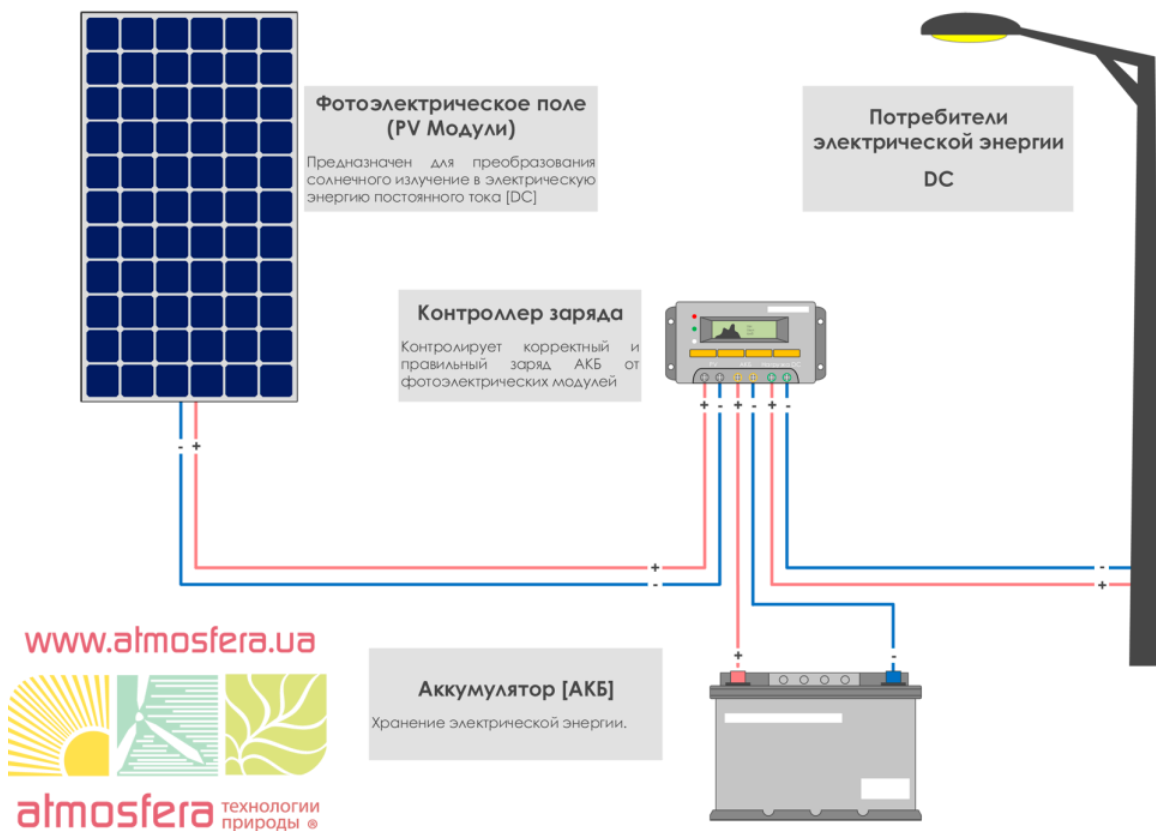 Фотоэлектрическое поле
(PV Модули)
Предназначен для преобразования
солнечного излучение в электрическую
энергию постоянного тока [DC]
Потребители
электрической энергии
DC
Контроллер заряда
Контролирует корректный и
правильный заряд АКБ от
фотоэлектрических модулей
PV АКБ
+ - + - + -
- +
+
-
-
+
+ -
www.atmosfera.ua
Аккумулятор [АКБ]
Хранение электрической энергии.
atmosfera технологии
природы ®